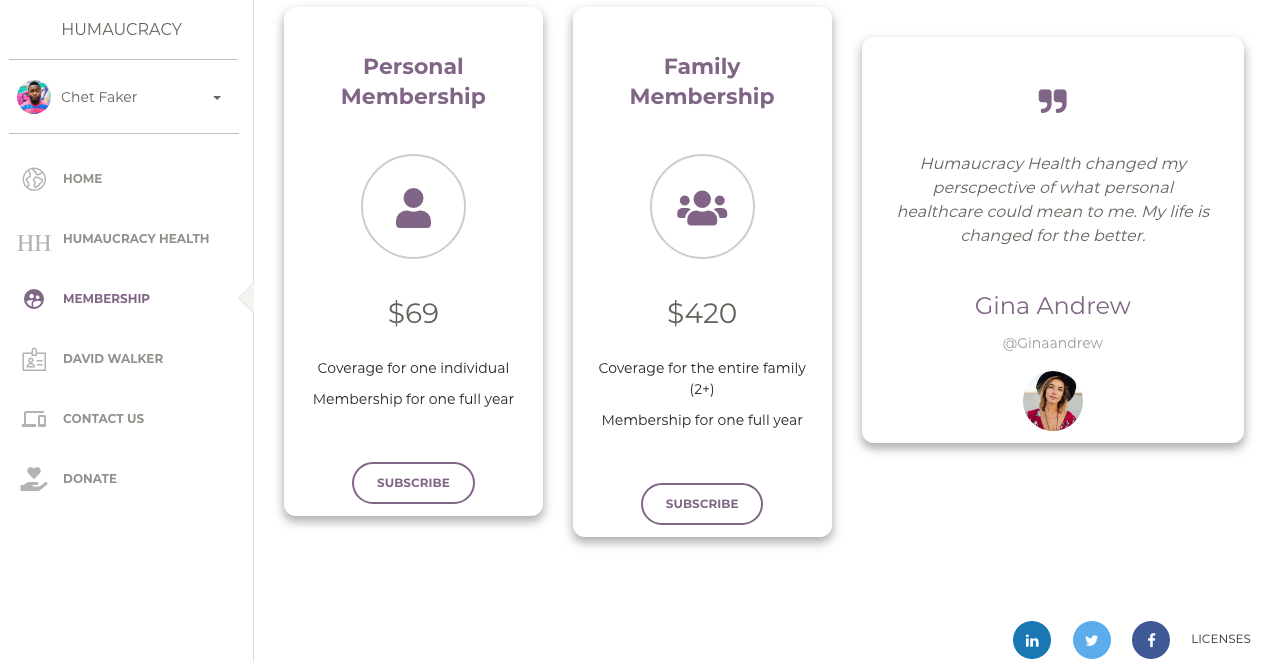 HUMAUCRACY
Chet Faker
HOME
HH HUMAUCRACY HEALTH
MEMBERSHIP
DAVID WALKER
CONTACT US
DONATE
Personal
Membership
$69
Coverage for one individual
Membership for one full year
SUBSCRIBE
Family
Membership
$420
Coverage for the entire family
(2+)
Membership for one full year
SUBSCRIBE
Humaucracy Health changed my
perscpective of what personal
healthcare could mean to me. My life is
changed for the better.
Gina Andrew
@Ginaandrew
LICENSES